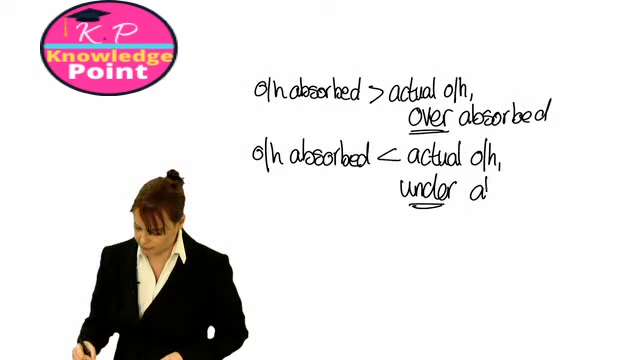 K.P
Knowledge
Point
o/h absorbed > actual o/h,
over absorbed
o/h absorbed < actual o/h,
under